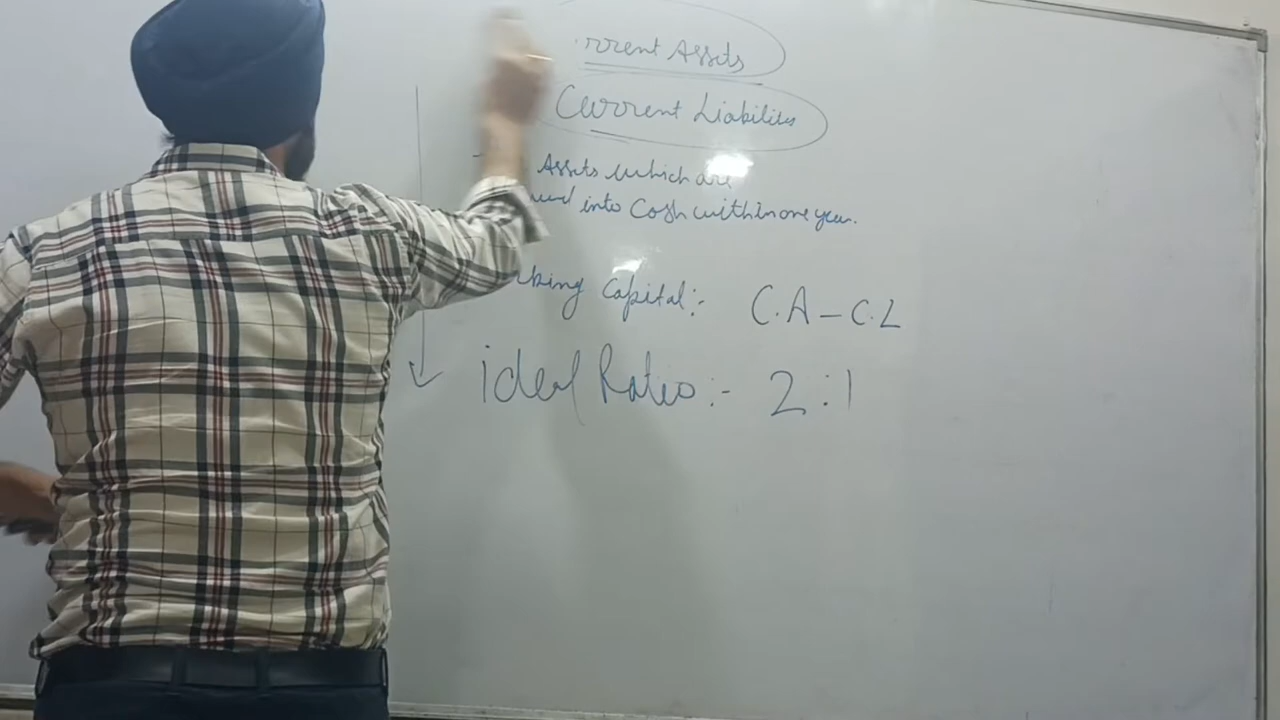 rrent Assets
Current Liabilities
Assets which are
into Cash within one year.
king Capital:- C.A - C.L
ideal Ratio:- 2:1